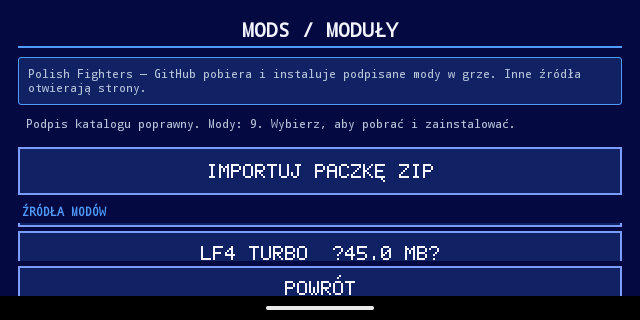 MODS / MODUŁY
Polish Fighters — GitHub pobiera i instaluje podpisane mody w grze. Inne źródła
otwierają strony.
Podpis katalogu poprawny. Mody: 9. Wybierz, aby pobrać i zainstalować.
IMPORTUJ PACZKĘ ZIP
ŹRÓDŁA MODÓW
LF4 TURBO  ?45.0 MB?
POWRÓT